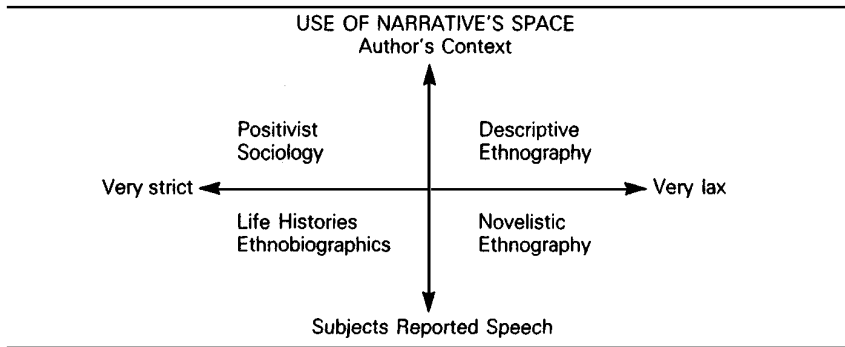 USE OF NARRATIVE'S SPACE
Author's Context
Positivist
Sociology
Descriptive
Ethnography
Very strict
Very lax
Life Histories
Ethnobiographics
Novelistic
Ethnography
Subjects Reported Speech